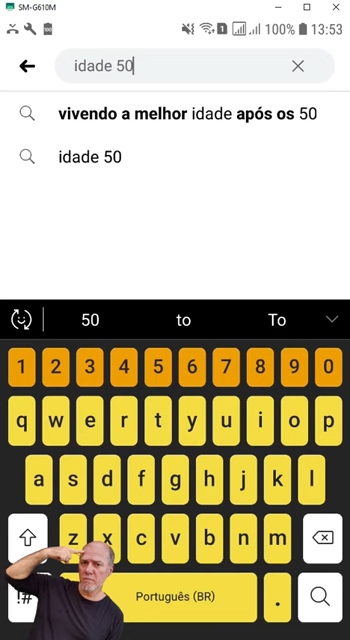 SM-G610M
1 100% 13:53
idade 50
vivendo a melhor idade após os 50
idade 50
50 to To
1 2 3 4 5 6 7 8 9 0
q w e r t y u i o p
a s d f g h j k l
z x c v b n m
!# Português (BR) .